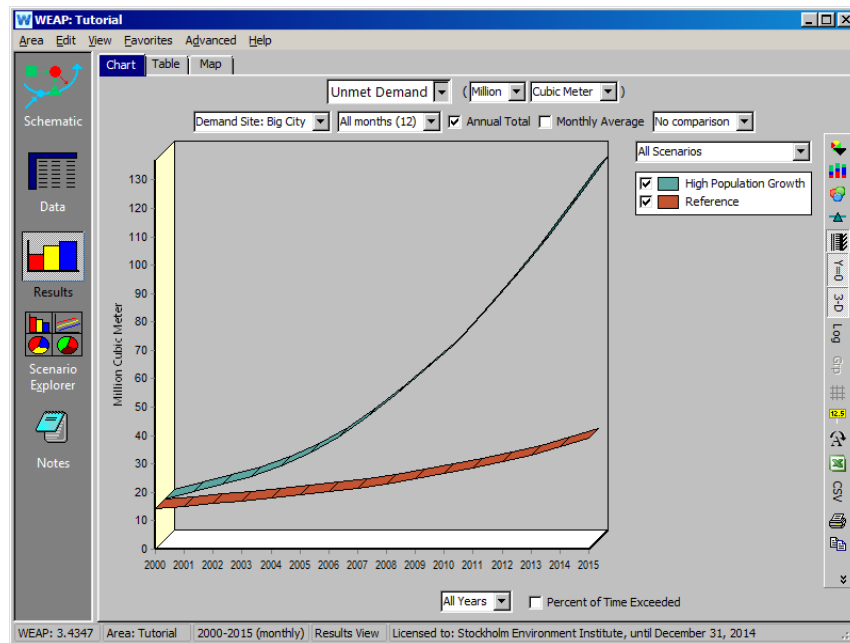 WEAP: Tutorial
Area Edit View Favorites Advanced Help
Chart Table Map
Unmet Demand ( Million Cubic Meter )
Demand Site: Big City All months (12) Annual Total Monthly Average No comparison
All Scenarios
High Population Growth
Reference
Schematic
Data
Results
Scenario
Explorer
Notes
Million Cubic Meter
130
120
110
100
90
80
70
60
50
40
30
20
10
0
2000 2001 2002 2003 2004 2005 2006 2007 2008 2009 2010 2011 2012 2013 2014 2015
Y=0
3-D
Log
Grp
12.5
CSV
All Years Percent of Time Exceeded
WEAP: 3.4347 Area: Tutorial 2000-2015 (monthly) Results View Licensed to: Stockholm Environment Institute, until December 31, 2014